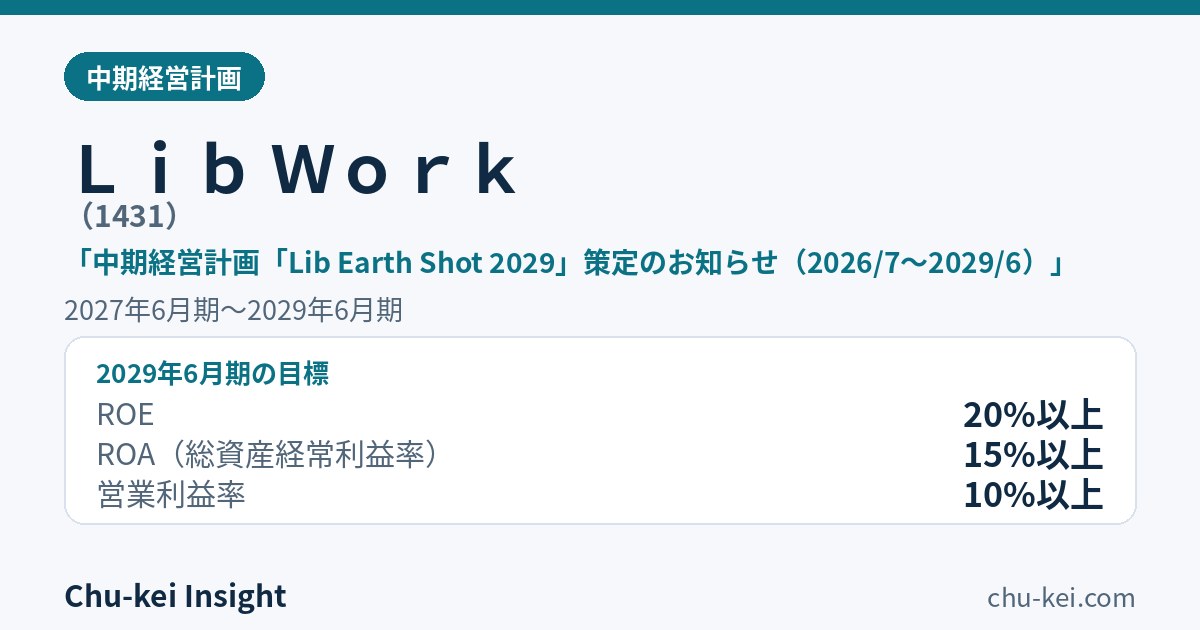 中期経営計画
Ｌｉｂ Ｗｏｒｋ
（1431）
「中期経営計画「Lib Earth Shot 2029」策定のお知らせ（2026/7〜2029/6）」
2027年6月期〜2029年6月期
2029年6月期の目標
ROE 20%以上
ROA（総資産経常利益率） 15%以上
営業利益率 10%以上
Chu-kei Insight chu-kei.com